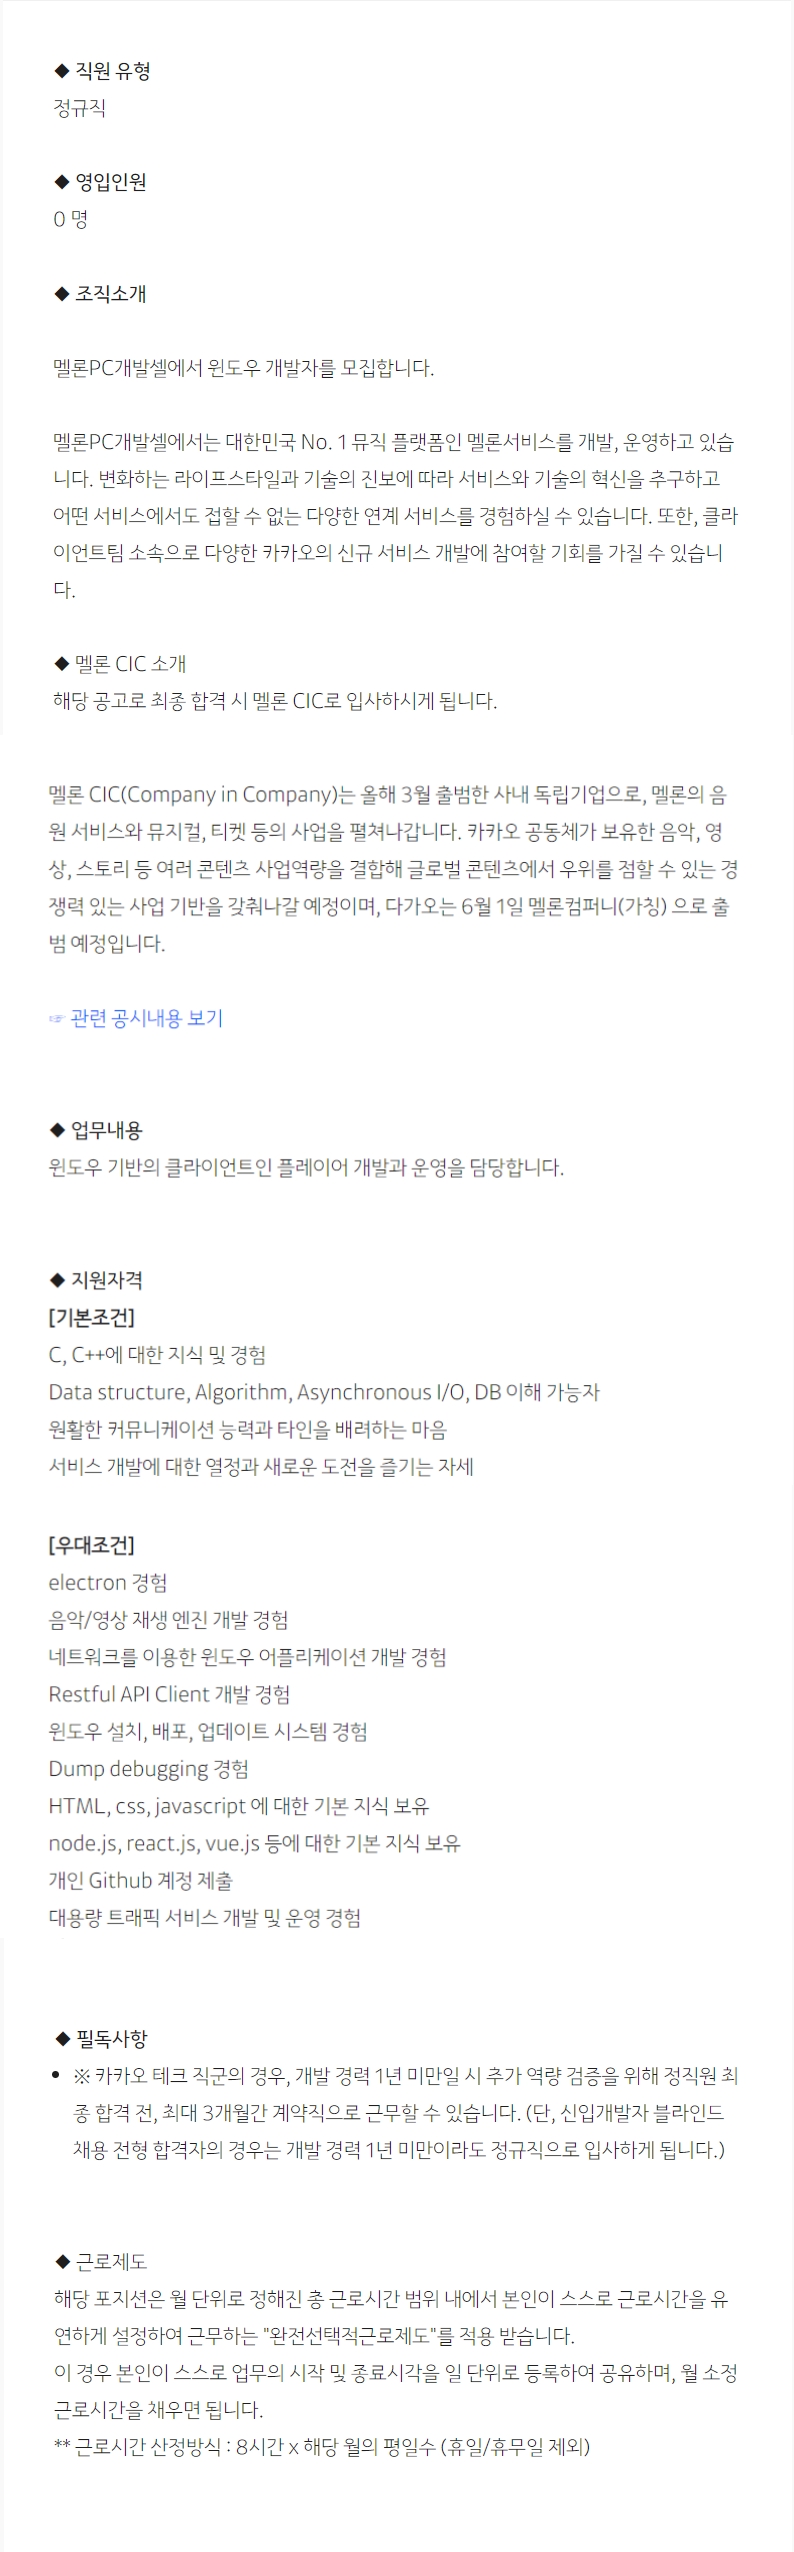 ◆ 직원 유형
정규직
◆ 영입인원
0 명
◆ 조직소개
멜론PC개발셀에서 윈도우 개발자를 모집합니다.
멜론PC개발셀에서는 대한민국 No. 1 뮤직 플랫폼인 멜론서비스를 개발, 운영하고 있습
니다. 변화하는 라이프스타일과 기술의 진보에 따라 서비스와 기술의 혁신을 추구하고
어떤 서비스에서도 접할 수 없는 다양한 연계 서비스를 경험하실 수 있습니다. 또한, 클라
이언트팀 소속으로 다양한 카카오의 신규 서비스 개발에 참여할 기회를 가질 수 있습니
다.
◆ 멜론 CIC 소개
해당 공고로 최종 합격 시 멜론 CIC로 입사하시게 됩니다.
멜론 CIC(Company in Company)는 올해 3월 출범한 사내 독립기업으로, 멜론의 음
원 서비스와 뮤지컬, 티켓 등의 사업을 펼쳐나갑니다. 카카오 공동체가 보유한 음악, 영
상, 스토리 등 여러 콘텐츠 사업역량을 결합해 글로벌 콘텐츠에서 우위를 점할 수 있는 경
쟁력 있는 사업 기반을 갖춰나갈 예정이며, 다가오는 6월 1일 멜론컴퍼니(가칭) 으로 출
범 예정입니다.
☞ 관련 공시내용 보기
◆ 업무내용
윈도우 기반의 클라이언트인 플레이어 개발과 운영을 담당합니다.
◆ 지원자격
[기본조건]
C, C++에 대한 지식 및 경험
Data structure, Algorithm, Asynchronous I/O, DB 이해 가능자
원활한 커뮤니케이션 능력과 타인을 배려하는 마음
서비스 개발에 대한 열정과 새로운 도전을 즐기는 자세
[우대조건]
electron 경험
음악/영상 재생 엔진 개발 경험
네트워크를 이용한 윈도우 어플리케이션 개발 경험
Restful API Client 개발 경험
윈도우 설치, 배포, 업데이트 시스템 경험
Dump debugging 경험
HTML, css, javascript 에 대한 기본 지식 보유
node.js, react.js, vue.js 등에 대한 기본 지식 보유
개인 Github 계정 제출
대용량 트래픽 서비스 개발 및 운영 경험
◆ 필독사항
• ※ 카카오 테크 직군의 경우, 개발 경력 1년 미만일 시 추가 역량 검증을 위해 정직원 최
종 합격 전, 최대 3개월간 계약직으로 근무할 수 있습니다. (단, 신입개발자 블라인드
채용 전형 합격자의 경우는 개발 경력 1년 미만이라도 정규직으로 입사하게 됩니다.)
◆ 근로제도
해당 포지션은 월 단위로 정해진 총 근로시간 범위 내에서 본인이 스스로 근로시간을 유
연하게 설정하여 근무하는 "완전선택적근로제도"를 적용 받습니다.
이 경우 본인이 스스로 업무의 시작 및 종료시각을 일 단위로 등록하여 공유하며, 월 소정
근로시간을 채우면 됩니다.
** 근로시간 산정방식 : 8시간 x 해당 월의 평일수 (휴일/휴무일 제외)